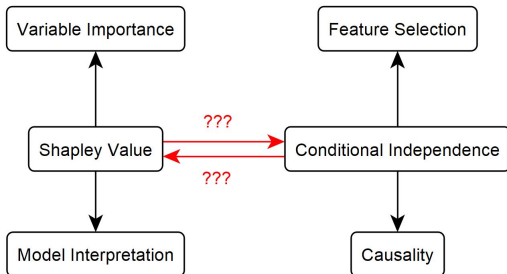 Variable Importance
Feature Selection
???
Shapley Value
Conditional Independence
???
Model Interpretation
Causality